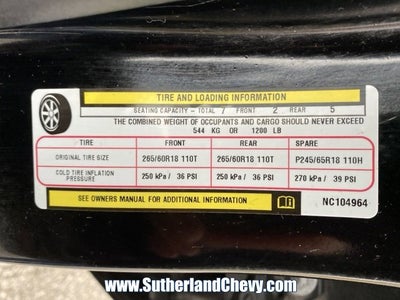 www.SutherlandChevy.com
TIRE AND LOADING INFORMATION
SEATING CAPACITY - TOTAL 7 FRONT 2 REAR 5
THE COMBINED WEIGHT OF OCCUPANTS AND CARGO SHOULD NEVER EXCEED
544 KG OR 1200 LB
TIRE FRONT REAR SPARE
ORIGINAL TIRE SIZE 265/60R18 110T 265/60R18 110T P245/65R18 110H
COLD TIRE INFLATION PRESSURE 250 kPa / 36 PSI 250 kPa / 36 PSI 270 kPa / 39 PSI
SEE OWNERS MANUAL FOR ADDITIONAL INFORMATION NC104964
www.SutherlandChevy.com